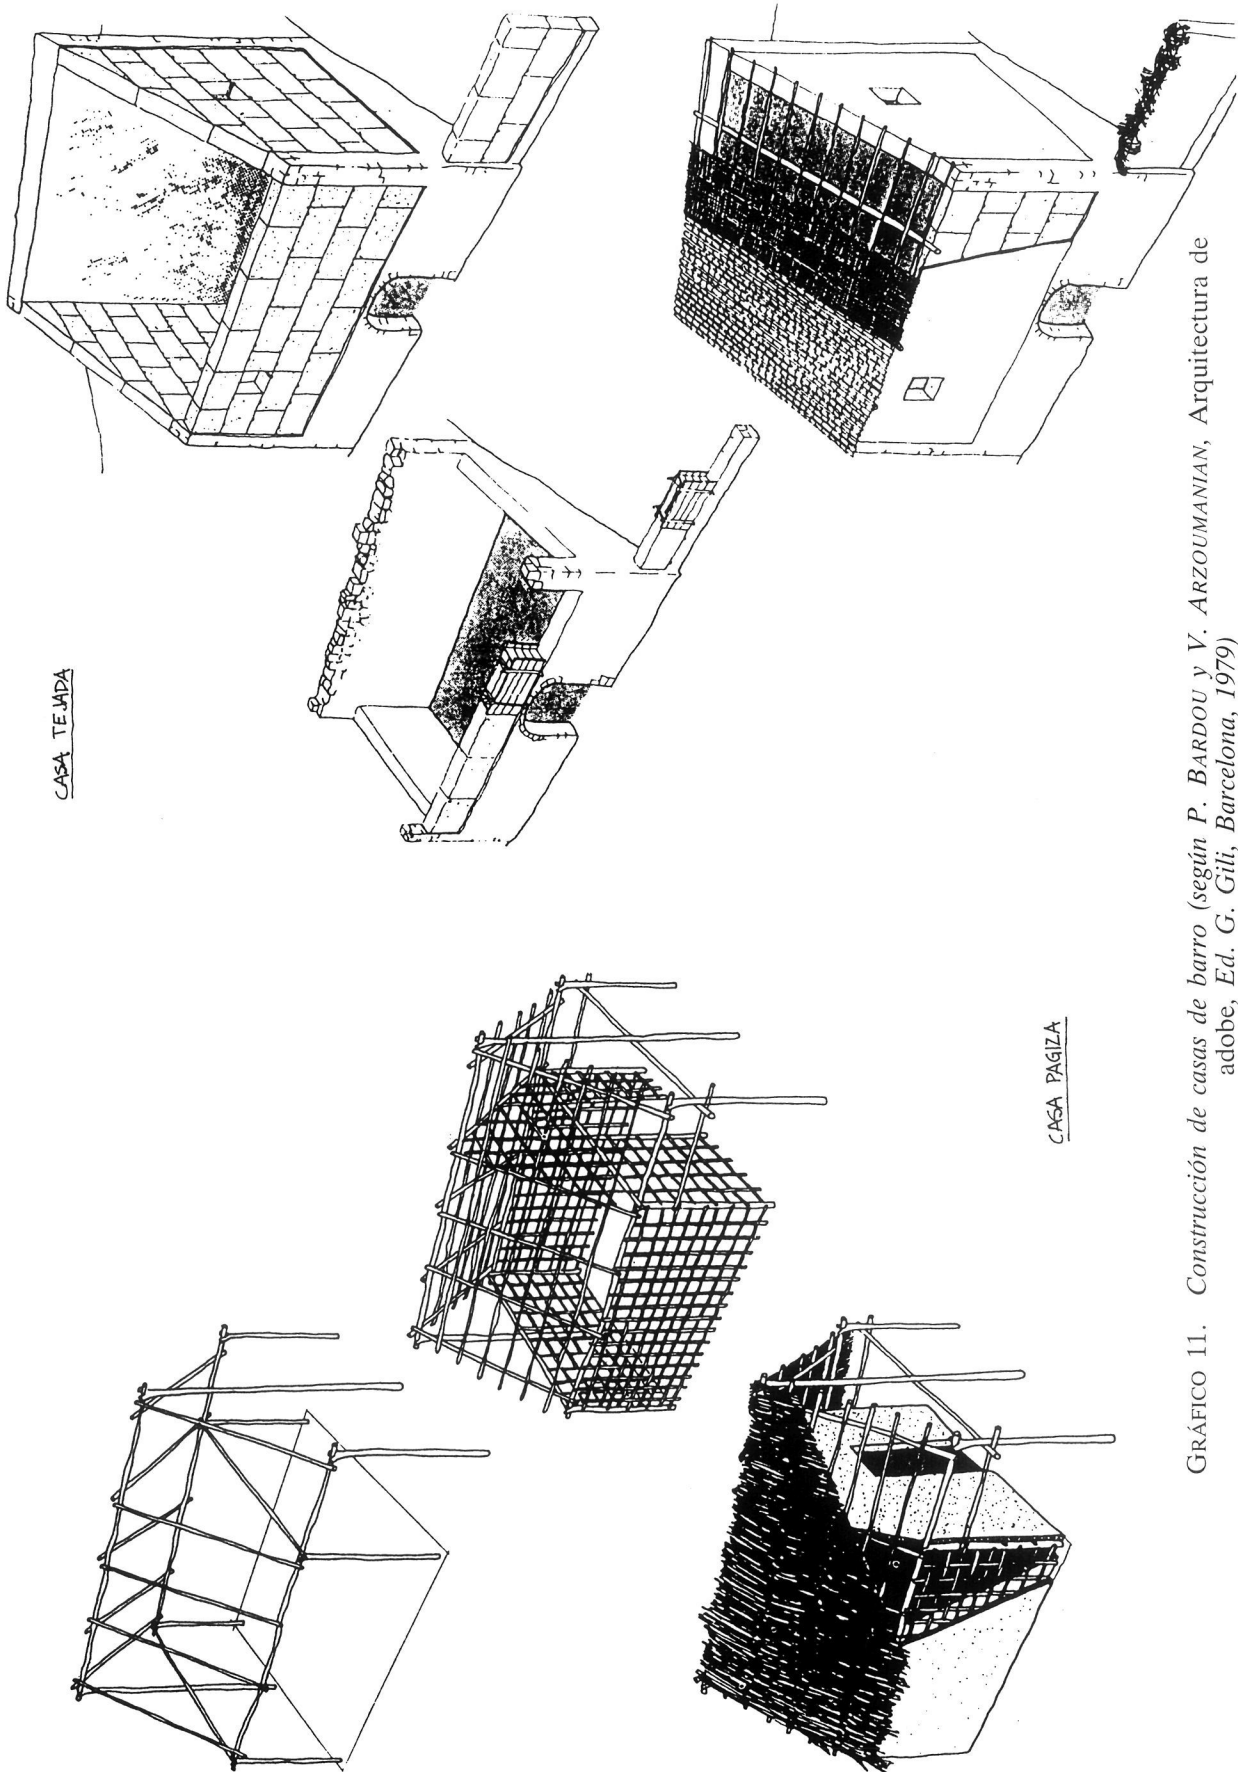 CASA TEJADA
CASA PAGIZA
GRÁFICO 11. Construcción de casas de barro (según P. BARDOU y V. ARZOUMANIAN, Arquitectura de
adobe, Ed. G. Gili, Barcelona, 1979)